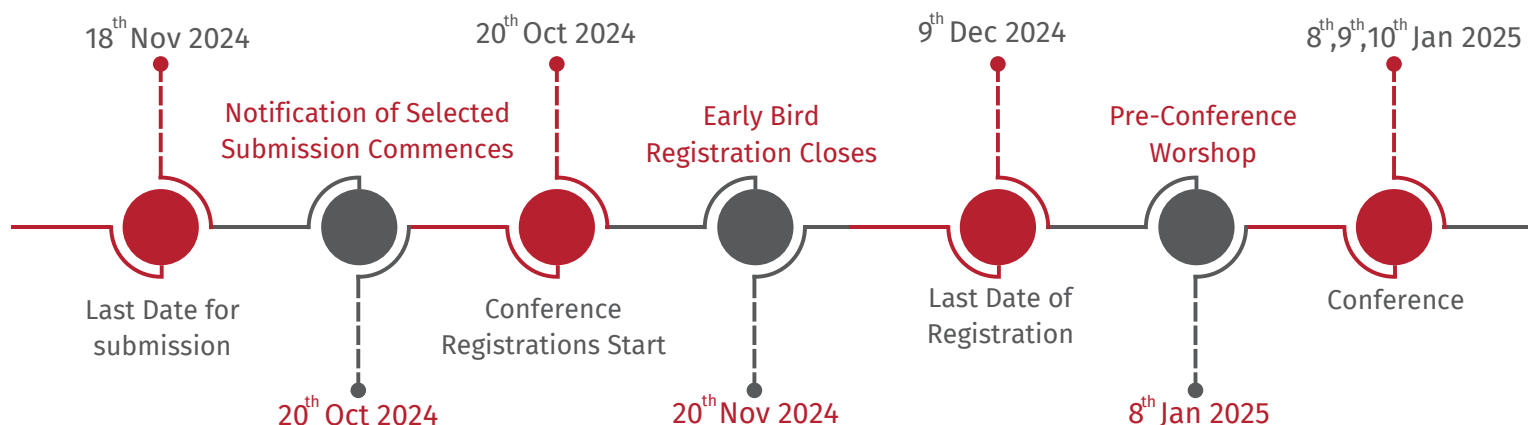 18th Nov 2024
Last Date for
submission
Notification of Selected
Submission Commences
20th Oct 2024
20th Oct 2024
Conference
Registrations Start
Early Bird
Registration Closes
20th Nov 2024
9th Dec 2024
Last Date of
Registration
Pre-Conference
Worshop
8th Jan 2025
8th,9th,10th Jan 2025
Conference